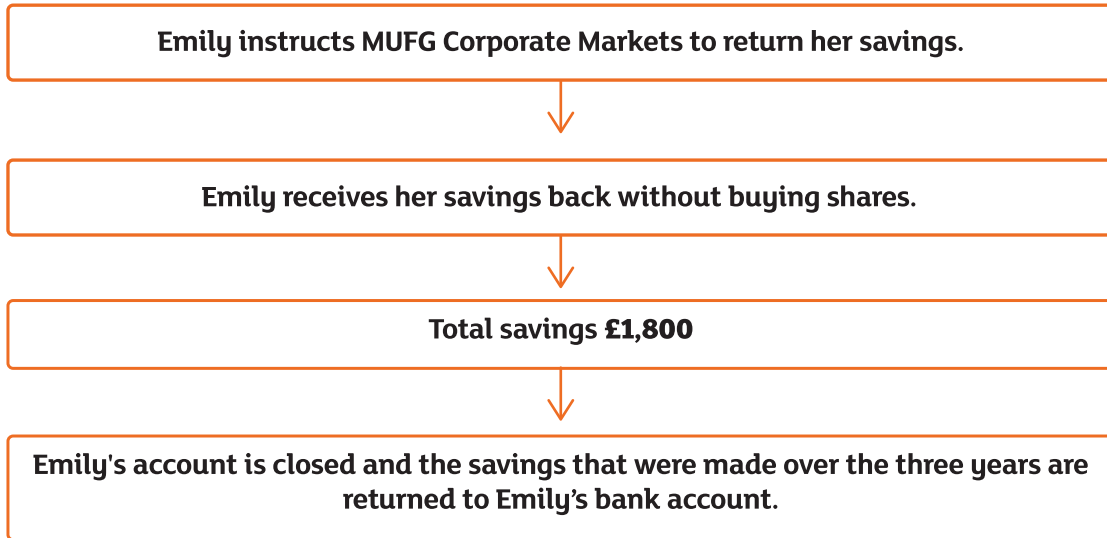 Emily instructs MUFG Corporate Markets to return her savings.
Emily receives her savings back without buying shares.
Total savings £1,800
Emily's account is closed and the savings that were made over the three years are
returned to Emily’s bank account.